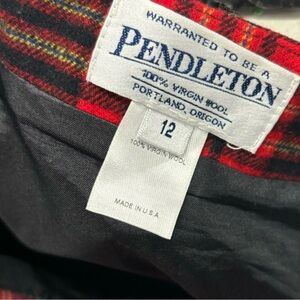 WARRANTED TO BE A
PENDLETON
100% VIRGIN WOOL
PORTLAND, OREGON
12
100% VIRGIN WOOL
MADE IN U.S.A.